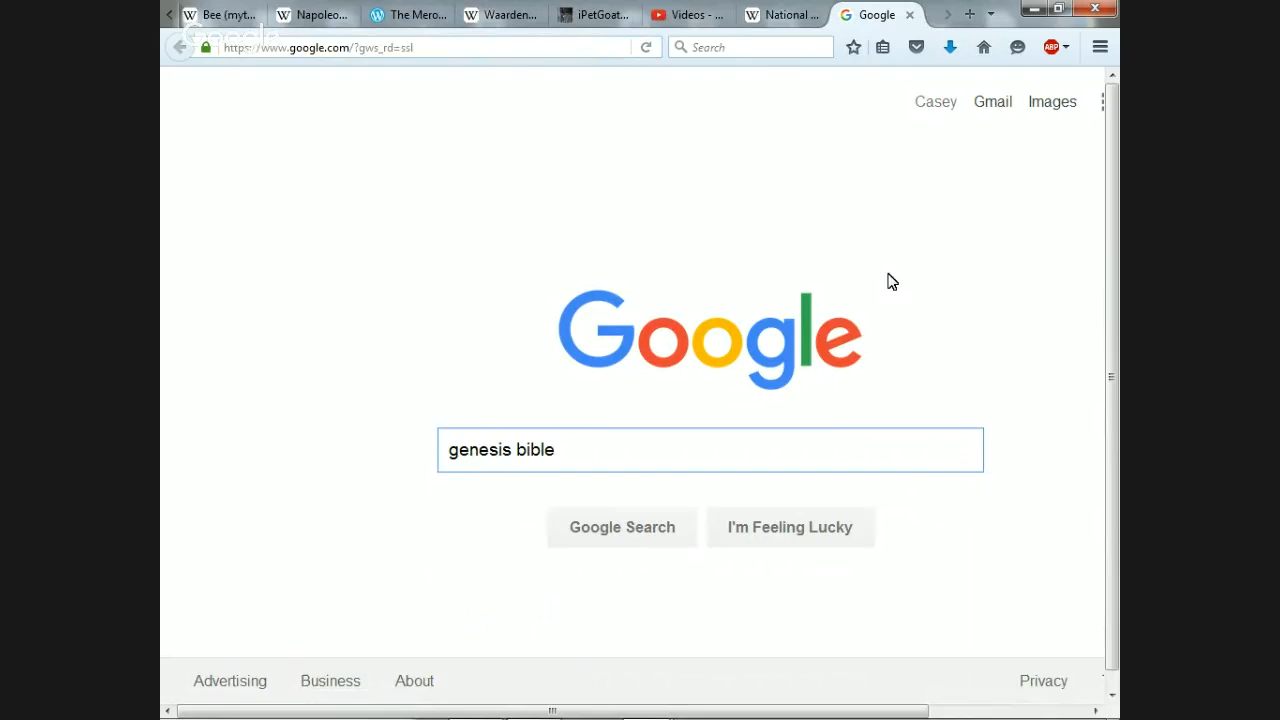 Bee (myt... Napoleo... The Mero... Waarden... iPetGoat... Videos - ... National ... Google
https://www.google.com/?gws_rd=ssl Search ABP
Casey Gmail Images
Google
genesis bible
Google Search I'm Feeling Lucky
Advertising Business About Privacy